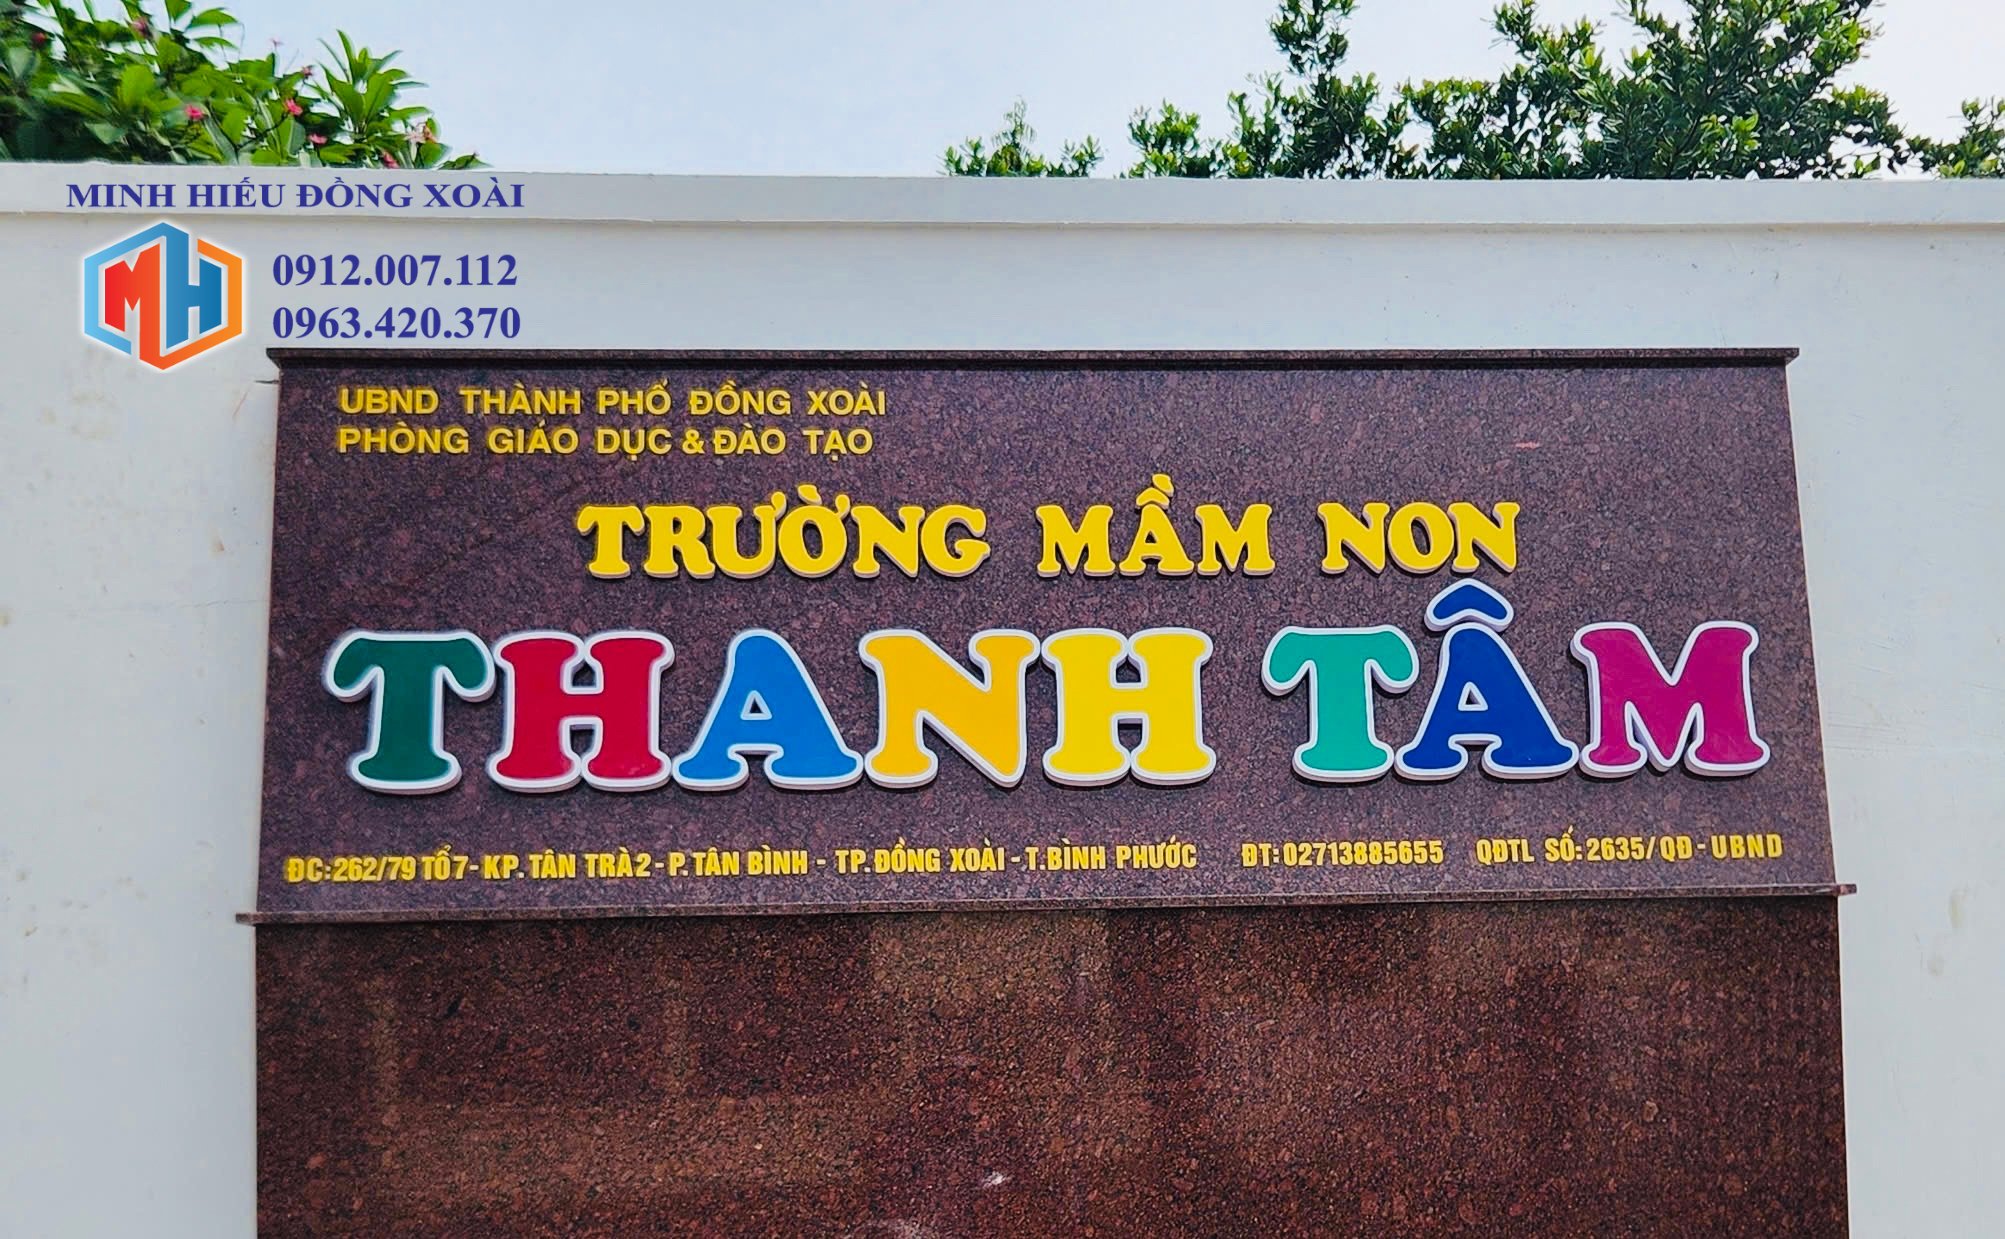 MINH HIẾU ĐỒNG XOÀI
MH
0912.007.112
0963.420.370
UBND THÀNH PHỐ ĐỒNG XOÀI
PHÒNG GIÁO DỤC & ĐÀO TẠO
TRƯỜNG MẦM NON
THANH TÂM
ĐC:262/79 TỔ7-KP.TÂN TRÀ2-P.TÂN BÌNH - TP.ĐỒNG XOÀI-T.BÌNH PHƯỚC ĐT:02713885655 QĐTL SỐ:2635/QĐ-UBND